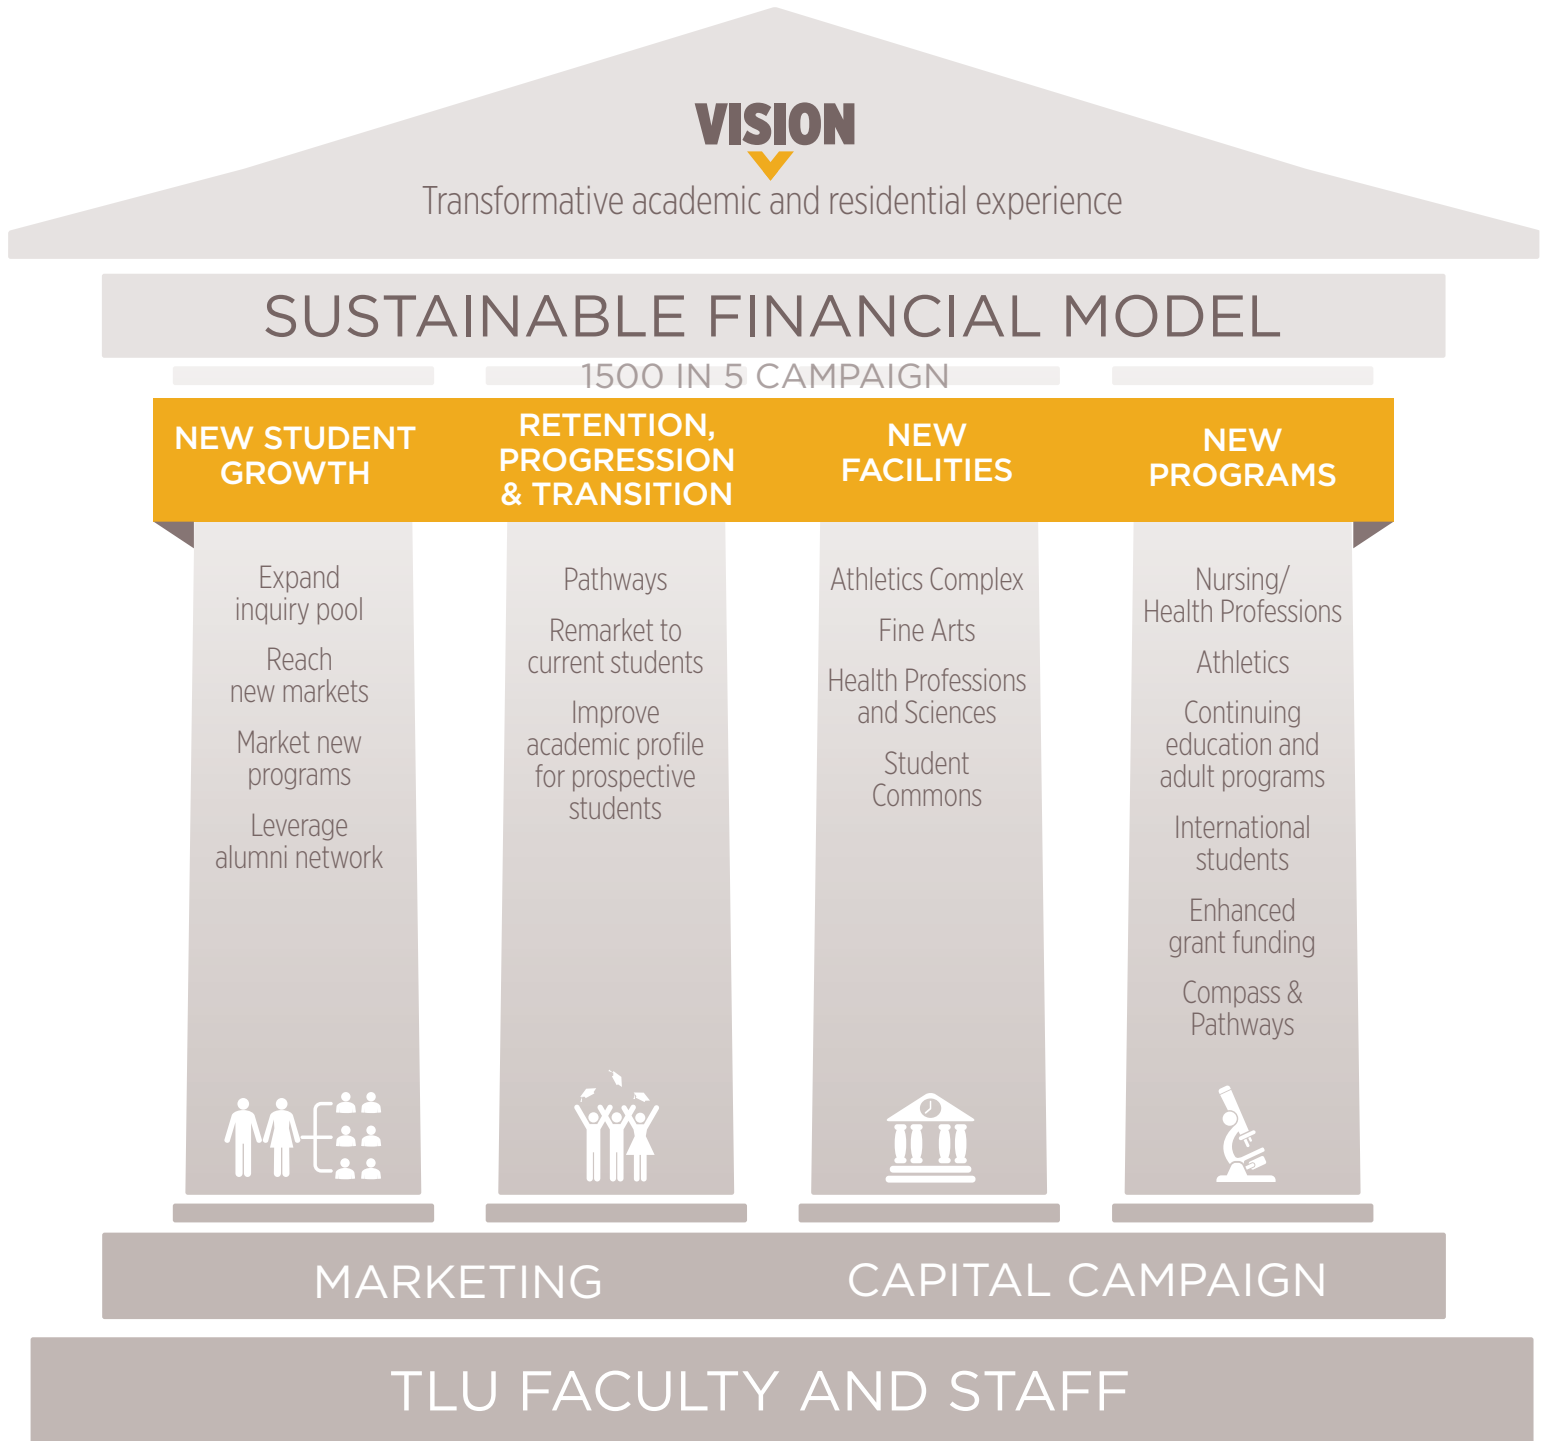 VISION
Transformative academic and residential experience
SUSTAINABLE FINANCIAL MODEL
1500 IN 5 CAMPAIGN
NEW STUDENT
GROWTH
Expand
inquiry pool
Reach
new markets
Market new
programs
Leverage
alumni network
RETENTION,
PROGRESSION
& TRANSITION
Pathways
Remarket to
current students
Improve
academic profile
for prospective
students
NEW
FACILITIES
Athletics Complex
Fine Arts
Health Professions
and Sciences
Student
Commons
NEW
PROGRAMS
Nursing/
Health Professions
Athletics
Continuing
education and
adult programs
International
students
Enhanced
grant funding
Compass &
Pathways
MARKETING
CAPITAL CAMPAIGN
TLU FACULTY AND STAFF